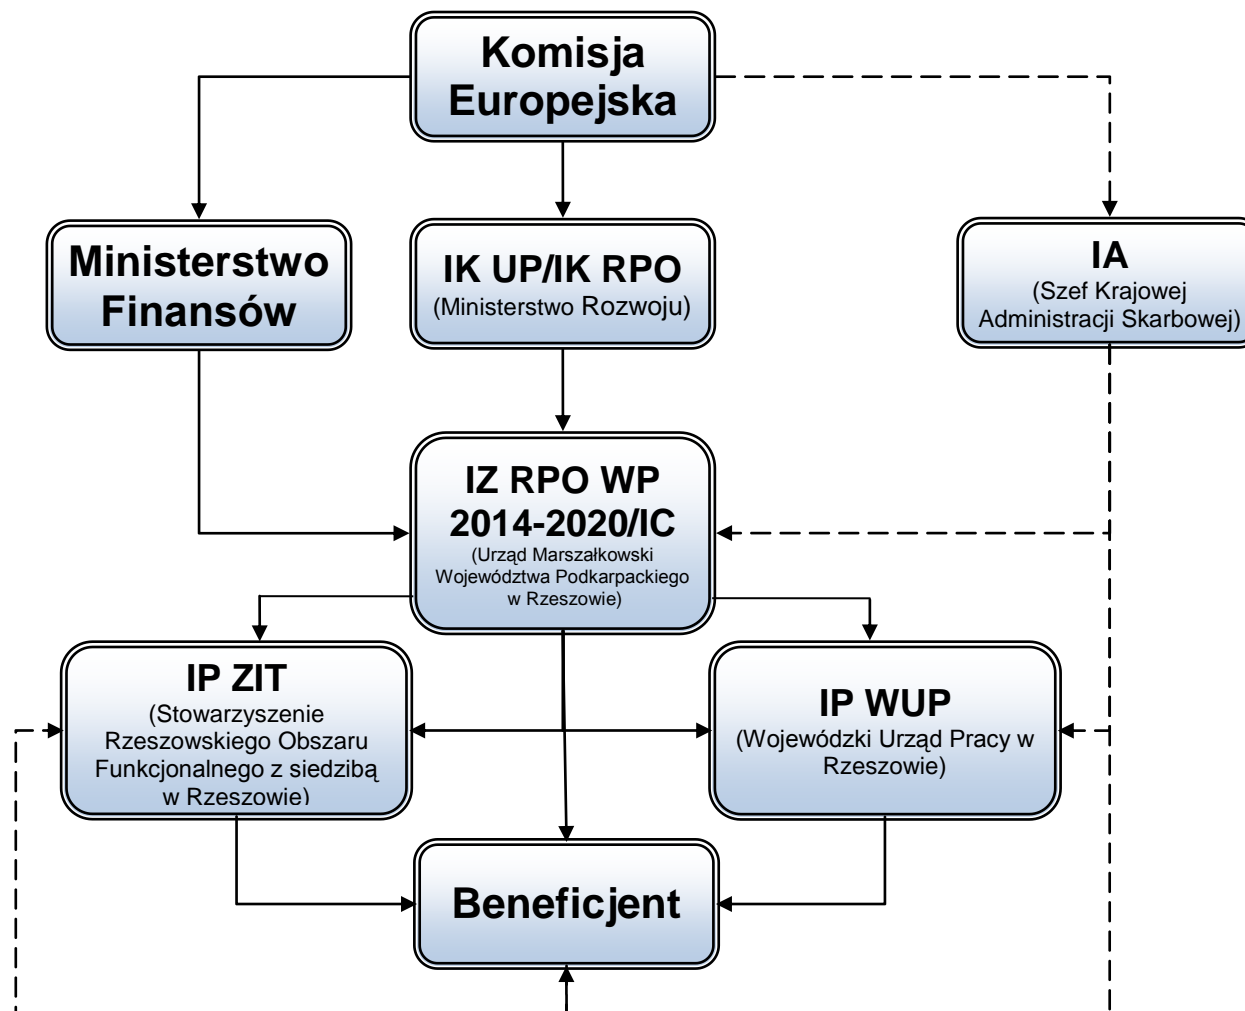 Komisja
Europejska
Ministerstwo
Finansów
IK UP/IK RPO
(Ministerstwo Rozwoju)
IA
(Szef Krajowej
Administracji Skarbowej)
IZ RPO WP
2014-2020/IC
(Urząd Marszałkowski
Województwa Podkarpackiego
w Rzeszowie)
IP ZIT
(Stowarzyszenie
Rzeszowskiego Obszaru
Funkcjonalnego z siedzibą
w Rzeszowie)
IP WUP
(Wojewódzki Urząd Pracy w
Rzeszowie)
Beneficjent